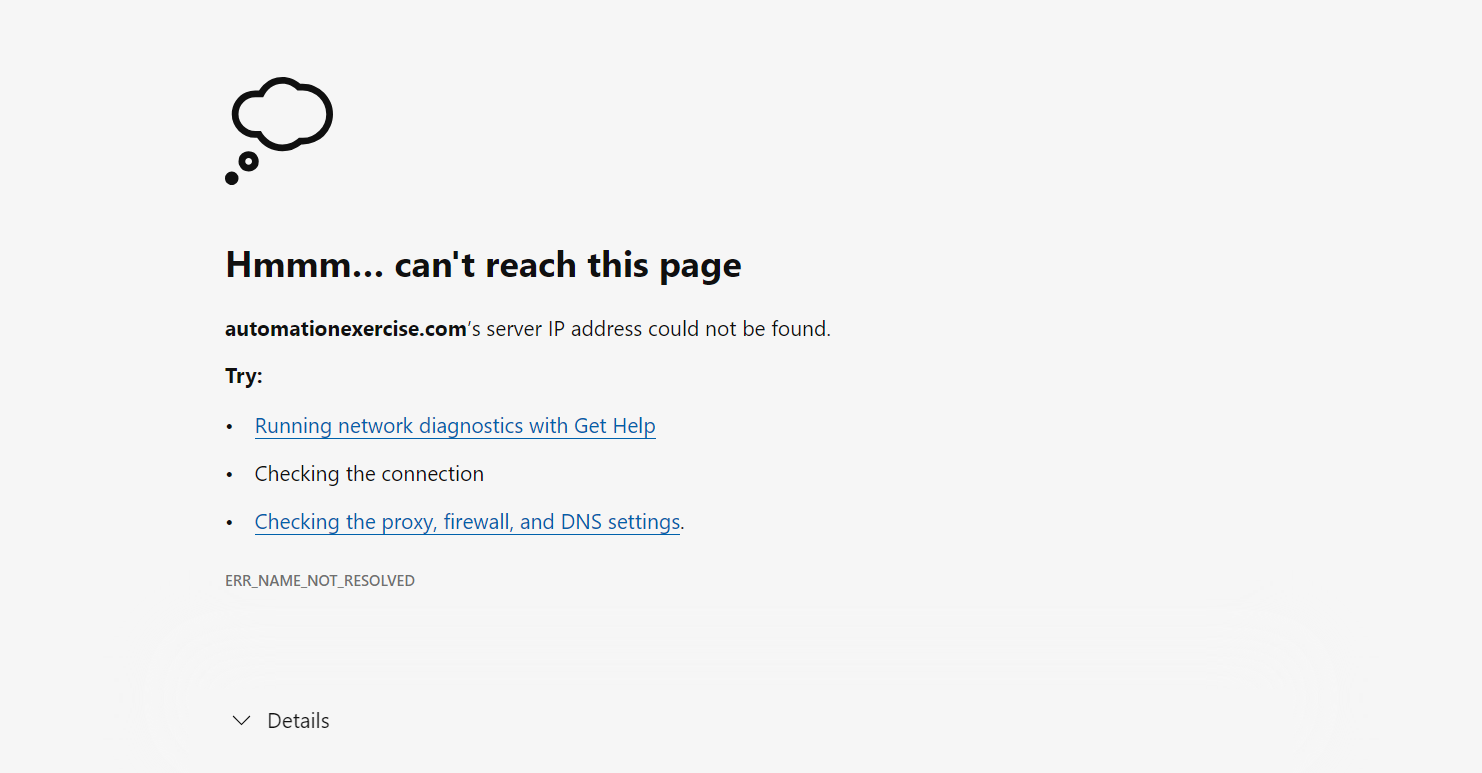 Hmmm… can't reach this page
automationexercise.com’s server IP address could not be found.
Try:
• Running network diagnostics with Get Help
• Checking the connection
• Checking the proxy, firewall, and DNS settings.
ERR_NAME_NOT_RESOLVED
Details